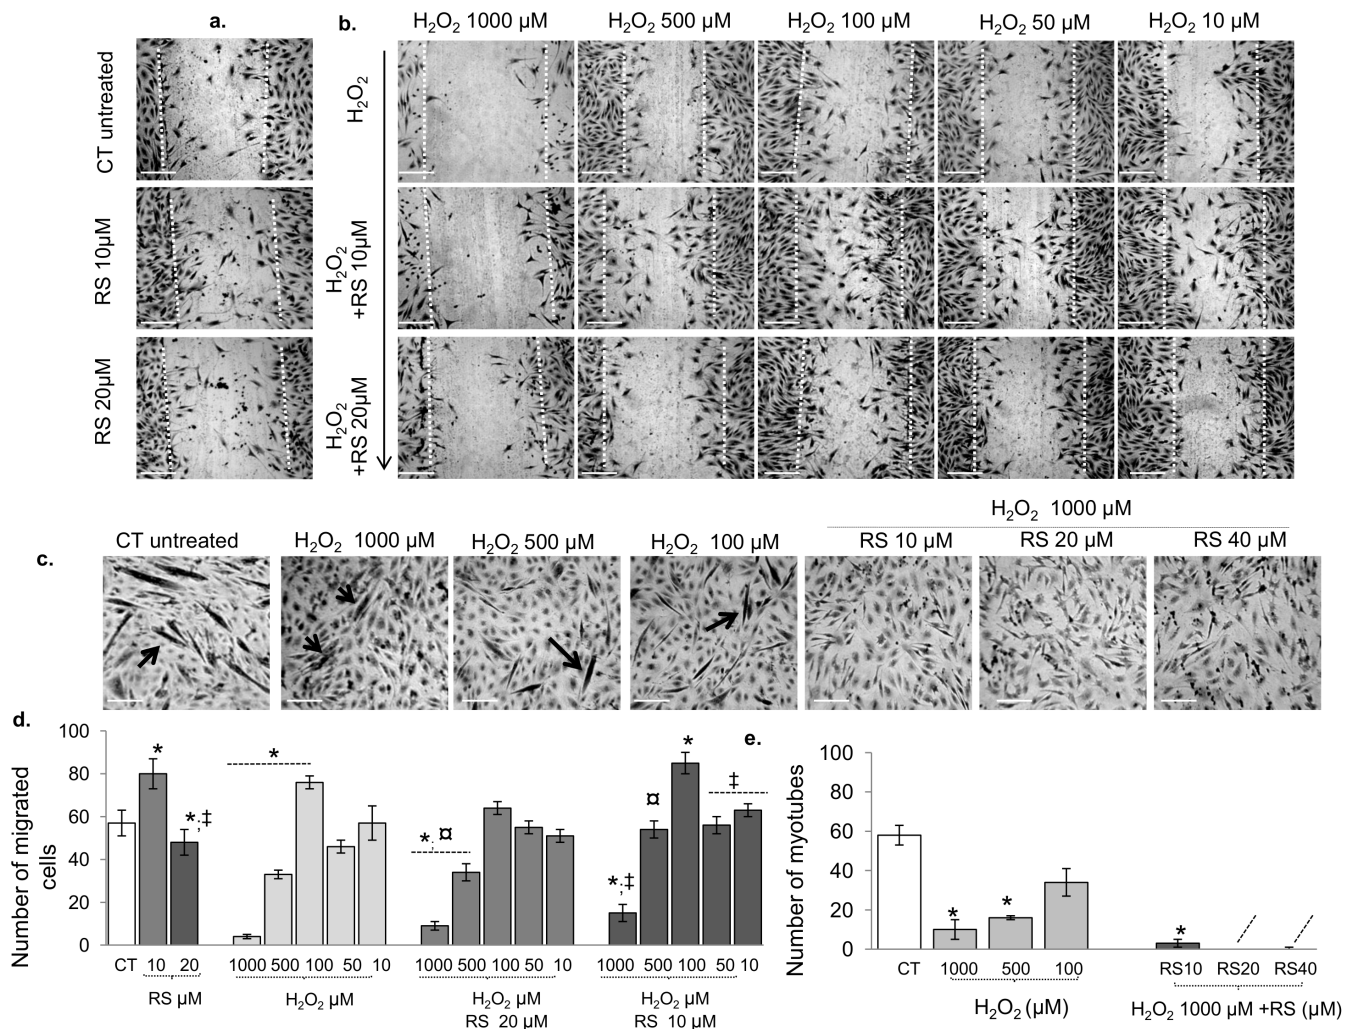 a.
b.
H₂O₂ 1000 µM
H₂O₂ 500 µM
H₂O₂ 100 µM
H₂O₂ 50 µM
H₂O₂ 10 µM
CT untreated
RS 10µM
RS 20µM
H₂O₂
H₂O₂
+RS 10µM
H₂O₂
+RS 20µM
c.
H₂O₂ 1000 µM
CT untreated
H₂O₂ 1000 µM
H₂O₂ 500 µM
H₂O₂ 100 µM
RS 10 µM
RS 20 µM
RS 40 µM
d.
Number of migrated
cells
100
80
60
40
20
0
*
*;‡
*
*; ¤
*;‡
¤
*
‡
CT 10 20
1000 500 100 50 10
1000 500 100 50 10
1000 500 100 50 10
RS µM
H₂O₂ µM
H₂O₂ µM
RS 20 µM
H₂O₂ µM
RS 10 µM
e.
Number of myotubes
100
80
60
40
20
0
*
*
*
CT
1000 500 100
RS10 RS20 RS40
H₂O₂ (µM)
H₂O₂ 1000 µM +RS (µM)